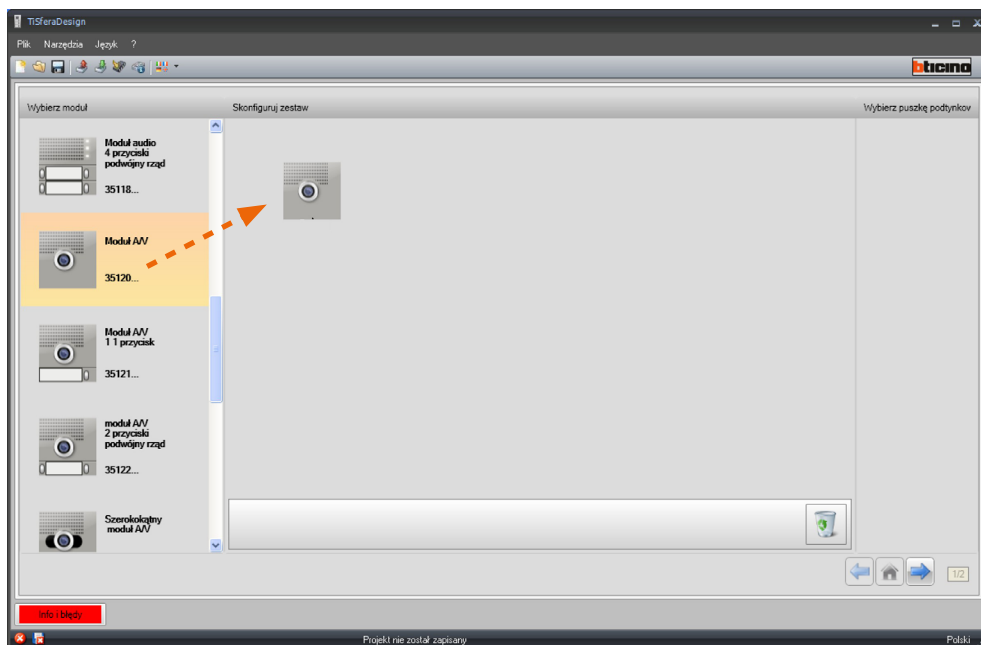 TiSferaDesign
Plik Narzędzia Język ?
bticino
Wybierz moduł
Skonfiguruj zestaw
Wybierz puszkę podtynkov
Moduł audio
4 przyciski
podwójny rząd
35118...
Moduł A/V
35120...
Moduł A/V
1 1 przycisk
35121...
moduł A/V
2 przyciski
podwójny rząd
35122...
Szerokokątny
moduł A/V
1/2
Info i błędy
Projekt nie został zapisany
Polski